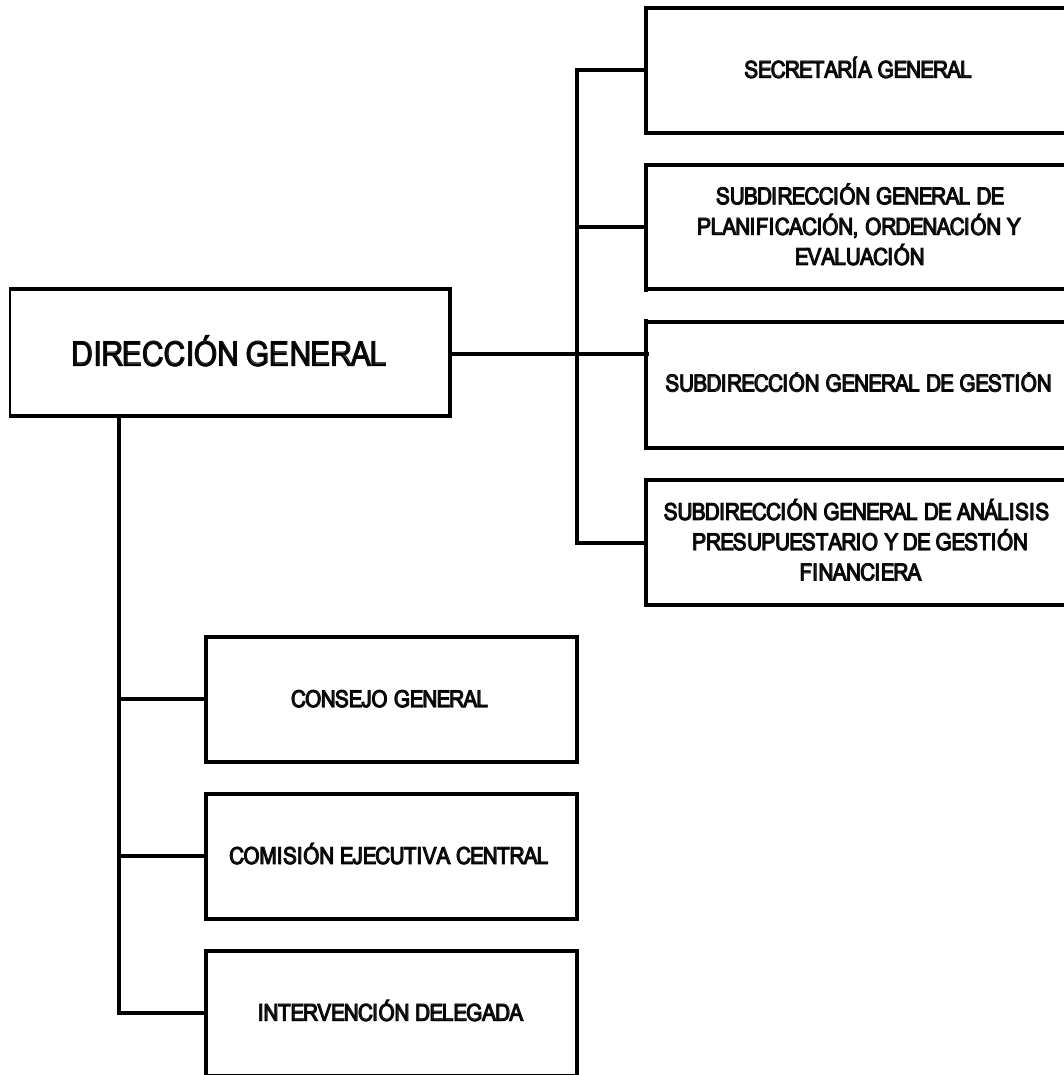 SECRETARÍA GENERAL
SUBDIRECCIÓN GENERAL DE
PLANIFICACIÓN, ORDENACIÓN Y
EVALUACIÓN
DIRECCIÓN GENERAL
SUBDIRECCIÓN GENERAL DE GESTIÓN
SUBDIRECCIÓN GENERAL DE ANÁLISIS
PRESUPUESTARIO Y DE GESTIÓN
FINANCIERA
CONSEJO GENERAL
COMISIÓN EJECUTIVA CENTRAL
INTERVENCIÓN DELEGADA